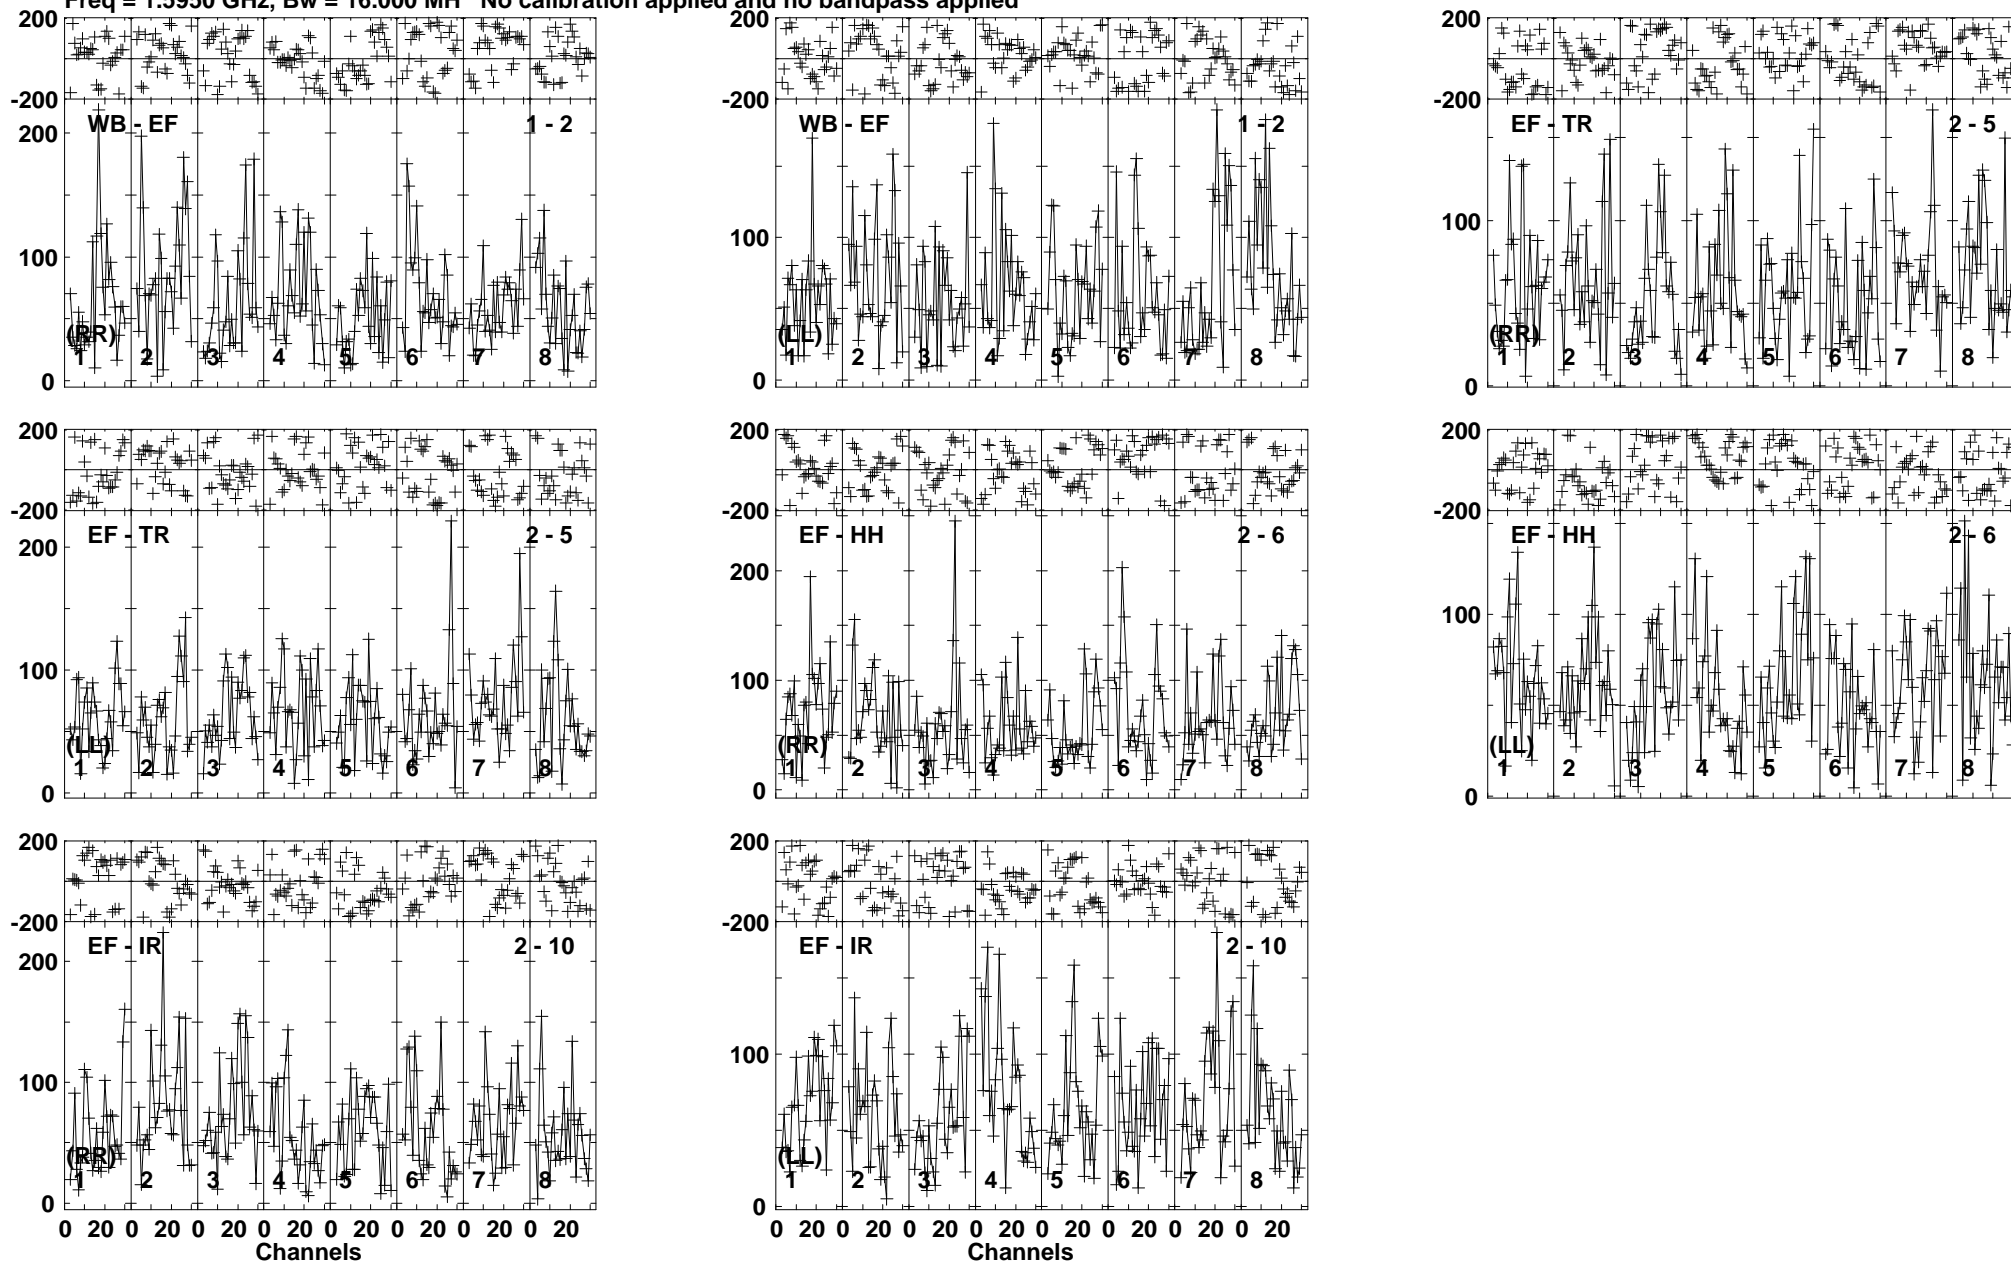 Freq = 1.5950 GHz, Bw = 16.000 MH No calibration applied and no bandpass applied
200 200 200
-200 -200 -200
WB - EF 1 - 2 WB - EF 1 - 2 EF - TR 2 - 5
200
100 100 100
(RR) (LL) (RR)
1 2 3 4 5 6 7 8 1 2 3 4 5 6 7 8 1 2 3 4 5 6 7 8
0 0 0
200 200 200
-200 -200 -200
EF - TR 2 - 5 EF - HH 2 - 6 EF - HH 2 - 6
200 200
100 100 100
(LL) (RR) (LL)
1 2 3 4 5 6 7 8 1 2 3 4 5 6 7 8 1 2 3 4 5 6 7 8
0 0 0
200 200
-200 -200
EF - IR 2 - 10 EF - IR 2 - 10
200
100 100
(RR) (LL)
1 2 3 4 5 6 7 8 1 2 3 4 5 6 7 8
0 0
0 20 0 20 0 20 0 20 0 20 0 20 0 20 0 20 0 20 0 20 0 20 0 20 0 20 0 20 0 20 0 20
Channels Channels